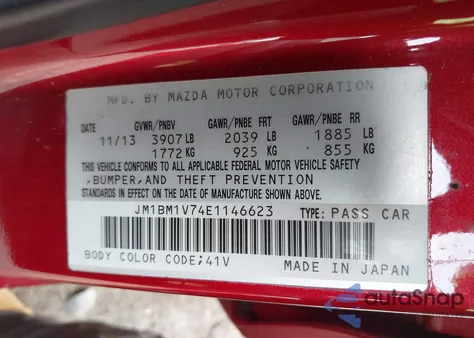 MFG. BY MAZDA MOTOR CORPORATION
DATE GVWR/PNBV GAWR/PNBE FRT GAWR/PNBE RR
11/13 3907 LB 2039 LB 1885 LB
1772 KG 925 KG 855 KG
THIS VEHICLE CONFORMS TO ALL APPLICABLE FEDERAL MOTOR VEHICLE SAFETY
,BUMPER,AND THEFT PREVENTION
STANDARDS IN EFFECT ON THE DATE OF MANUFACTURE SHOWN ABOVE.
JM1BM1V74E1146623 TYPE:PASS CAR
BODY COLOR CODE;41V MADE IN JAPAN
autoShap